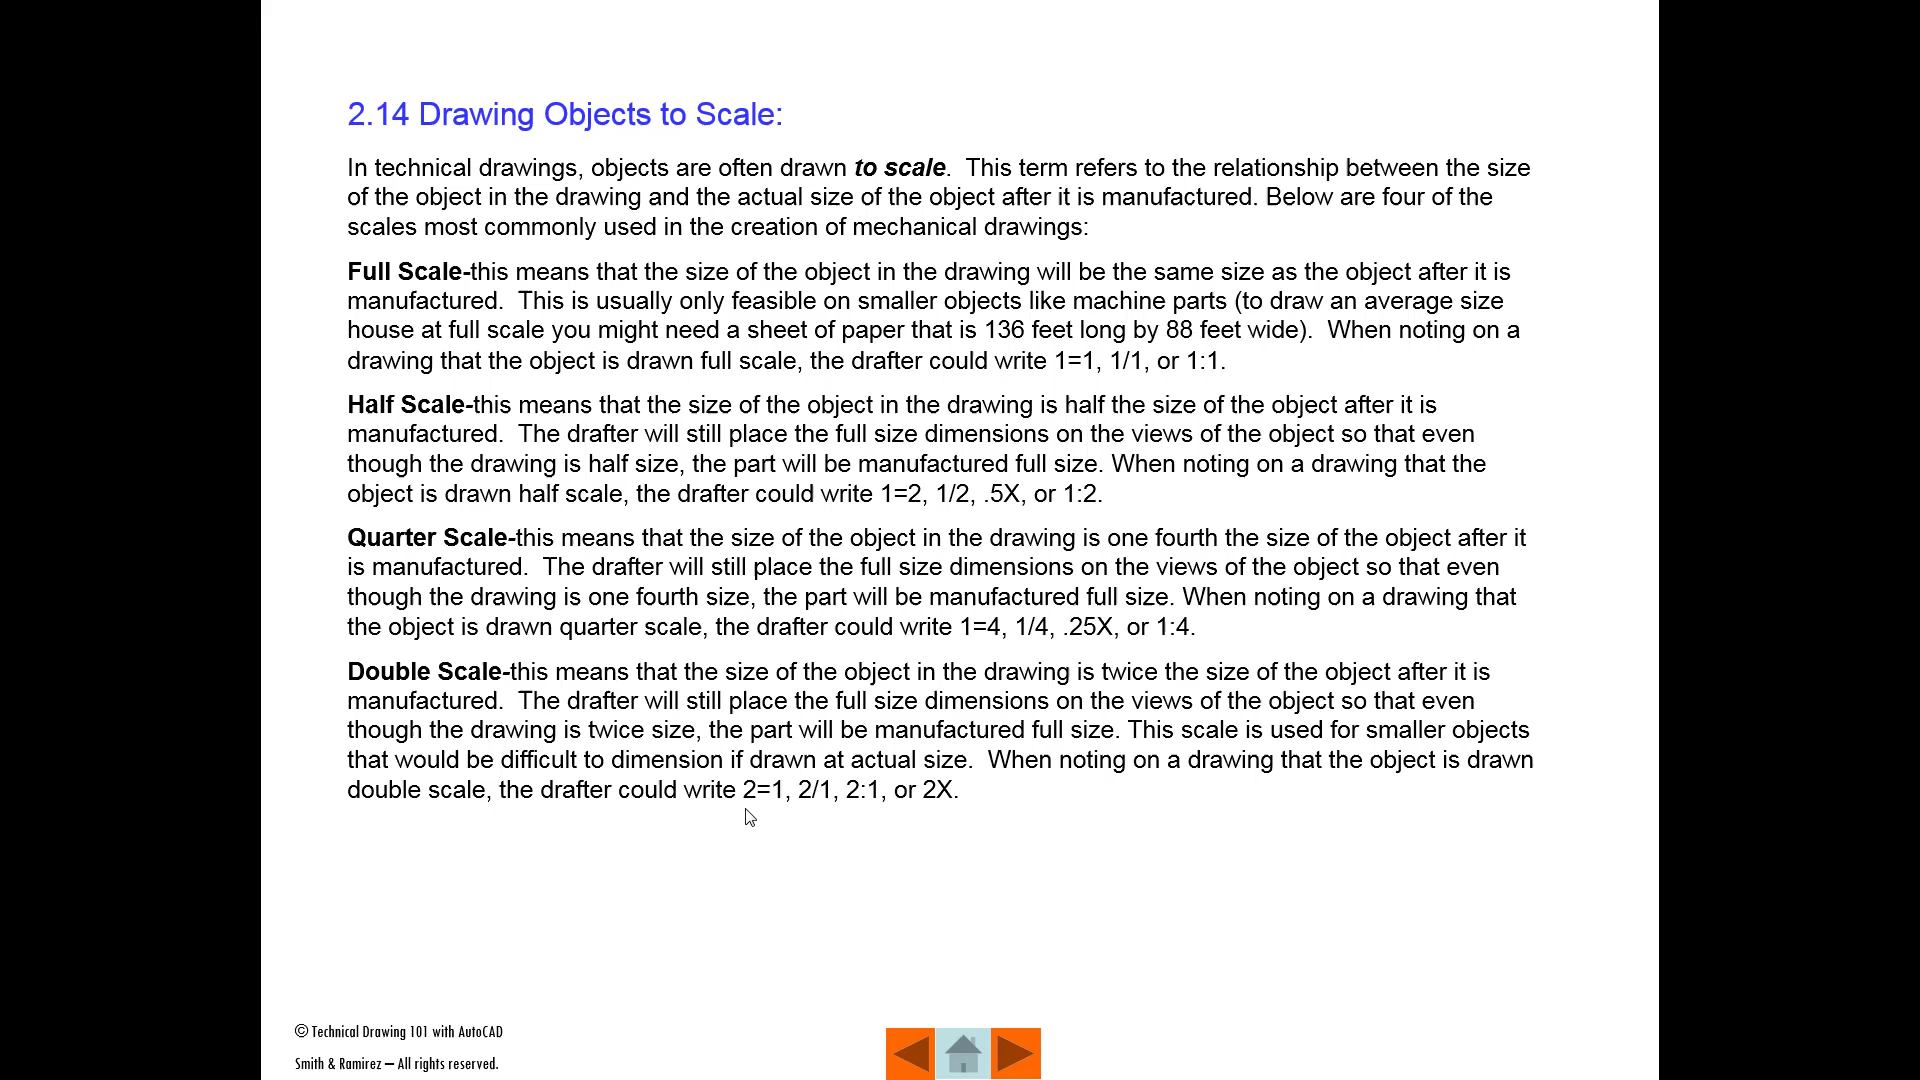 2.14 Drawing Objects to Scale:
In technical drawings, objects are often drawn to scale.  This term refers to the relationship between the size
of the object in the drawing and the actual size of the object after it is manufactured. Below are four of the
scales most commonly used in the creation of mechanical drawings:
Full Scale-this means that the size of the object in the drawing will be the same size as the object after it is
manufactured.  This is usually only feasible on smaller objects like machine parts (to draw an average size
house at full scale you might need a sheet of paper that is 136 feet long by 88 feet wide).  When noting on a
drawing that the object is drawn full scale, the drafter could write 1=1, 1/1, or 1:1.
Half Scale-this means that the size of the object in the drawing is half the size of the object after it is
manufactured.  The drafter will still place the full size dimensions on the views of the object so that even
though the drawing is half size, the part will be manufactured full size. When noting on a drawing that the
object is drawn half scale, the drafter could write 1=2, 1/2, .5X, or 1:2.
Quarter Scale-this means that the size of the object in the drawing is one fourth the size of the object after it
is manufactured.  The drafter will still place the full size dimensions on the views of the object so that even
though the drawing is one fourth size, the part will be manufactured full size. When noting on a drawing that
the object is drawn quarter scale, the drafter could write 1=4, 1/4, .25X, or 1:4.
Double Scale-this means that the size of the object in the drawing is twice the size of the object after it is
manufactured.  The drafter will still place the full size dimensions on the views of the object so that even
though the drawing is twice size, the part will be manufactured full size. This scale is used for smaller objects
that would be difficult to dimension if drawn at actual size.  When noting on a drawing that the object is drawn
double scale, the drafter could write 2=1, 2/1, 2:1, or 2X.
© Technical Drawing 101 with AutoCAD
Smith & Ramirez – All rights reserved.